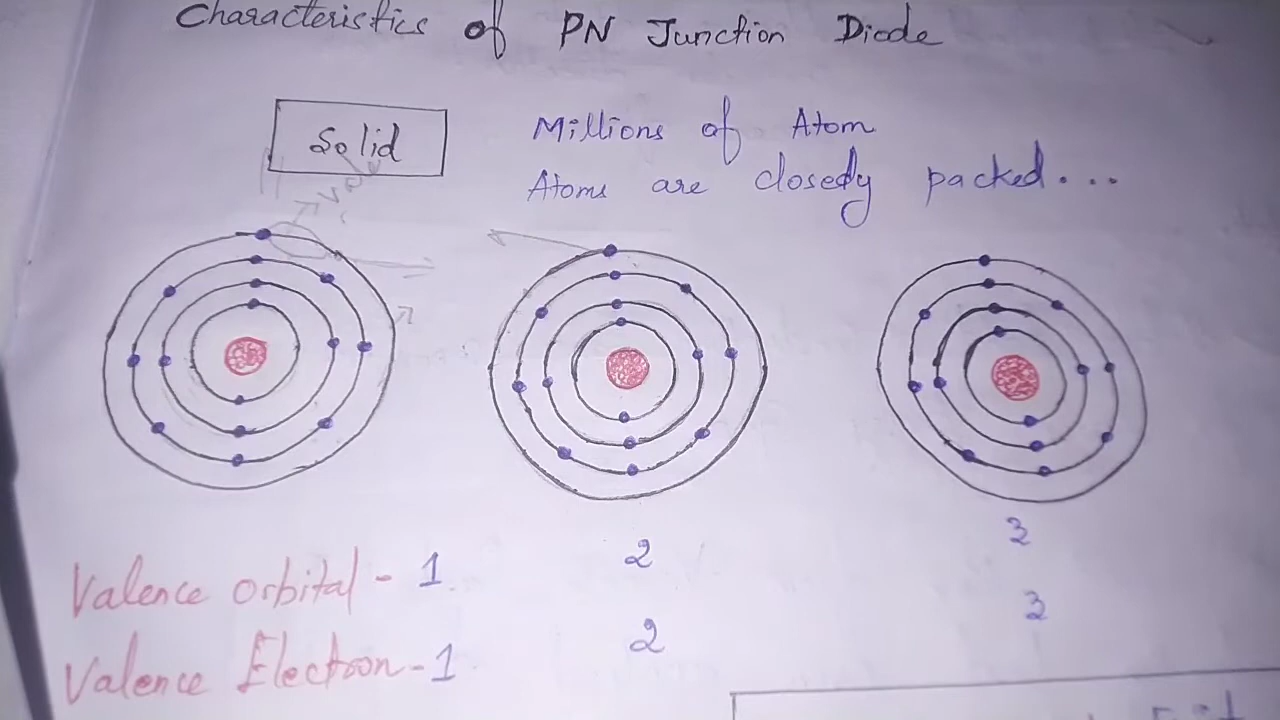 Characteristics of PN Junction Diode
Solid
Millions of Atom
Atoms are closedy packed...
Vale
Valence orbital - 1 2 3
Valence Electron - 1 2 3